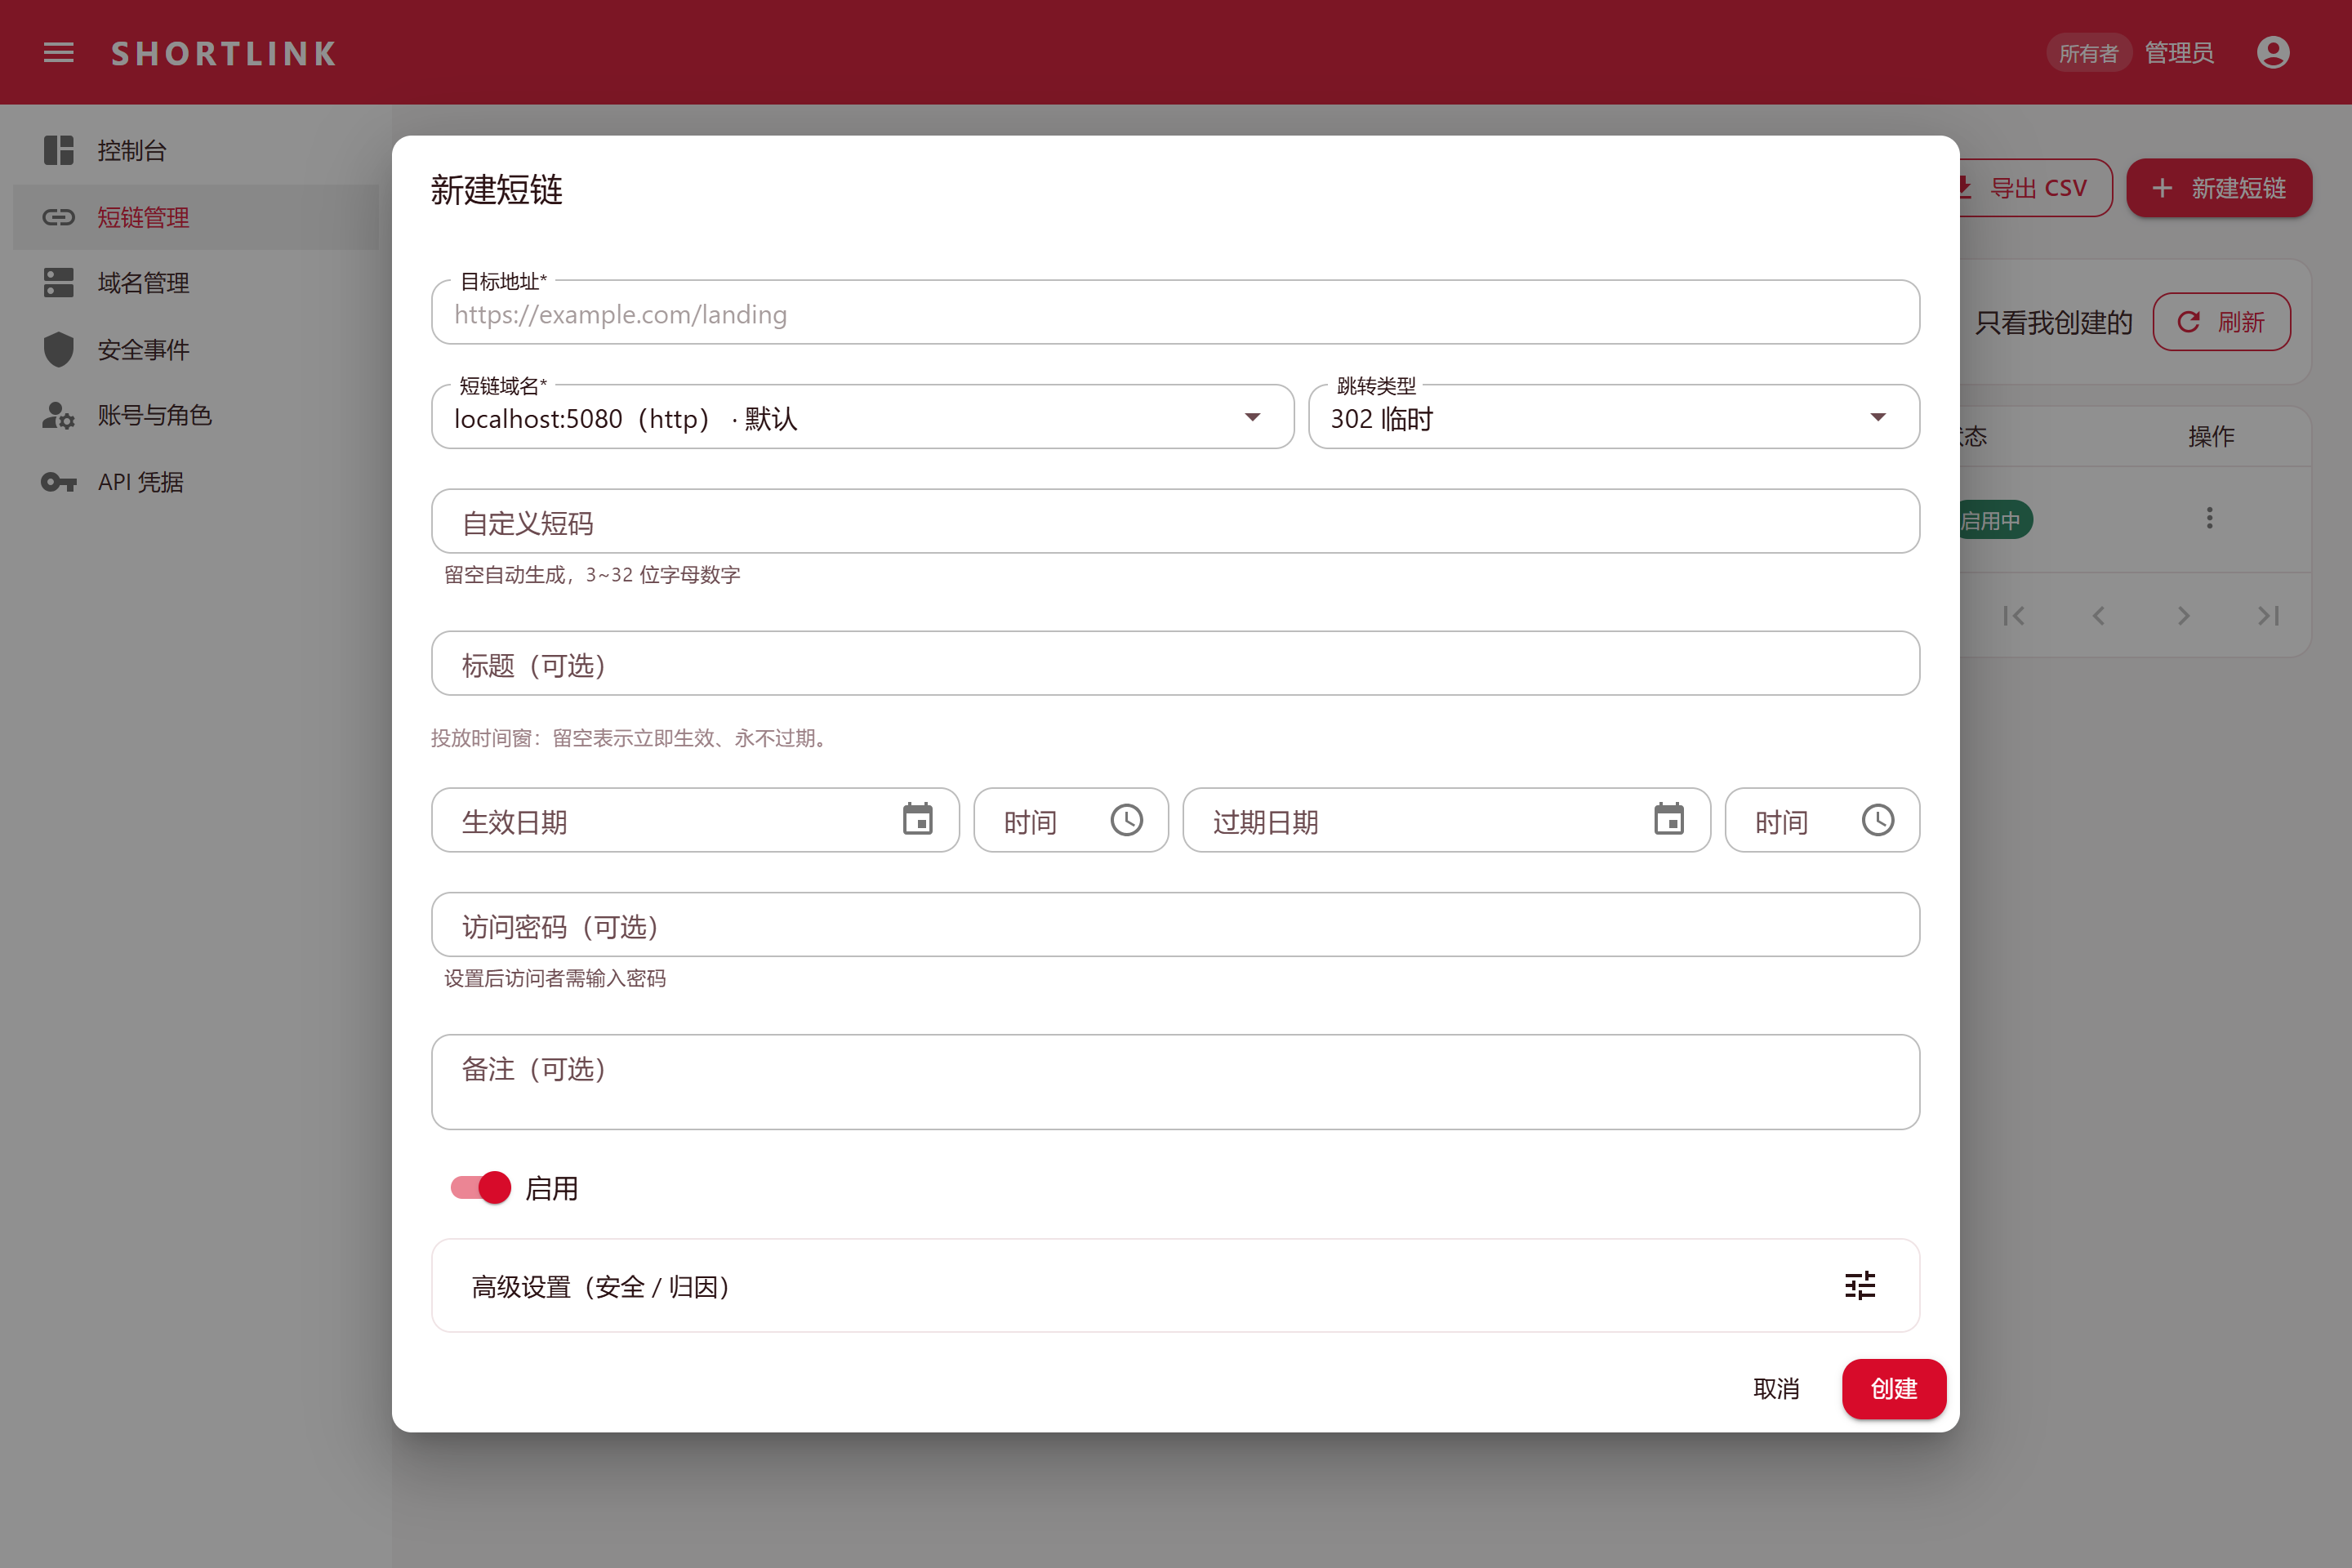 SHORTLINK
所有者 管理员
控制台
短链管理
域名管理
安全事件
账号与角色
API 凭据
导出 CSV
新建短链
只看我创建的
刷新
态 操作
启用中
新建短链
目标地址*
https://example.com/landing
短链域名* 跳转类型
localhost:5080（http） · 默认 302 临时
自定义短码
留空自动生成，3~32 位字母数字
标题（可选）
投放时间窗：留空表示立即生效、永不过期。
生效日期 时间 过期日期 时间
访问密码（可选）
设置后访问者需输入密码
备注（可选）
启用
高级设置（安全 / 归因）
取消 创建